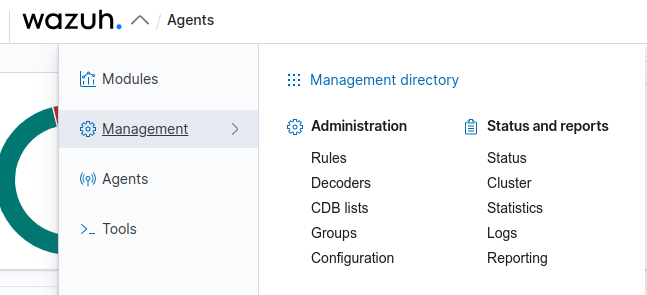 wazuh. / Agents
Modules
Management
Agents
Tools
Management directory
Administration
Rules
Decoders
CDB lists
Groups
Configuration
Status and reports
Status
Cluster
Statistics
Logs
Reporting